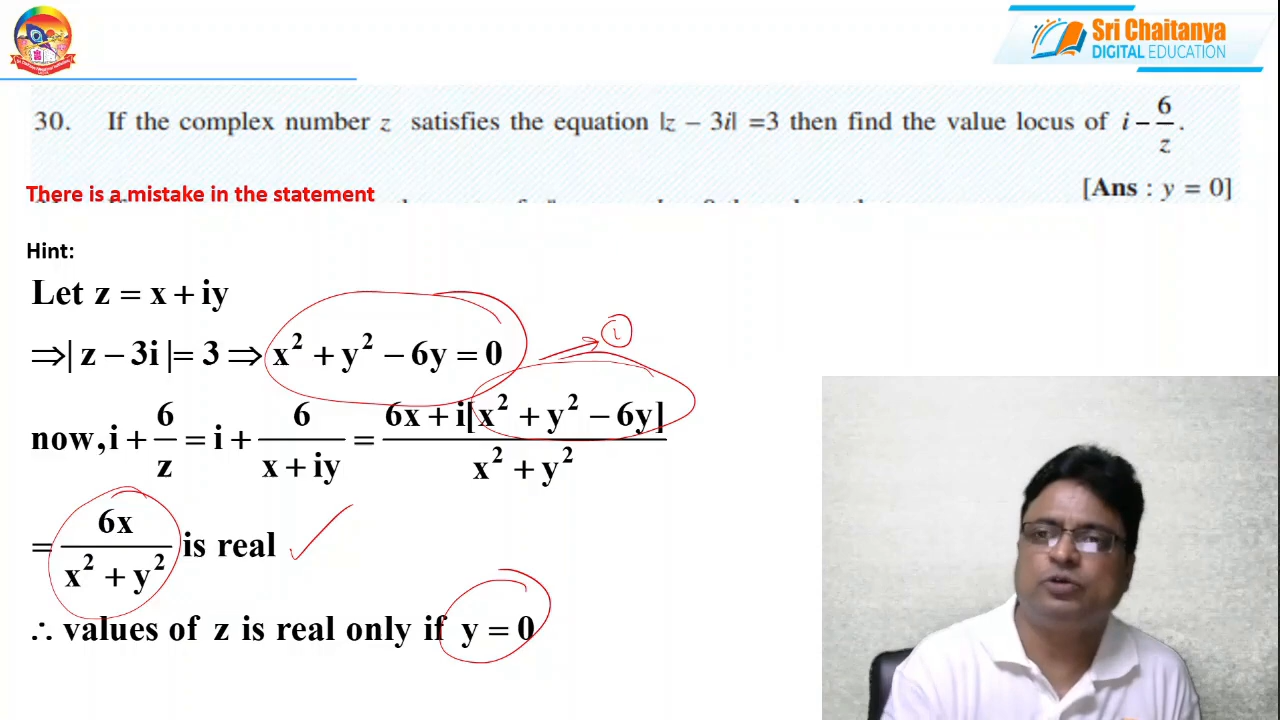 Sri Chaitanya
DIGITAL EDUCATION
30. If the complex number z satisfies the equation |z − 3i| =3 then find the value locus of i − 6/z.
There is a mistake in the statement
[Ans : y = 0]
Hint:
Let z = x + iy
⇒| z − 3i |= 3 ⇒ x² + y² − 6y = 0
①
now, i + 6/z = i + 6/(x + iy) = (6x + i[x² + y² − 6y])/(x² + y²)
= 6x/(x² + y²) is real
∴ values of z is real only if y = 0